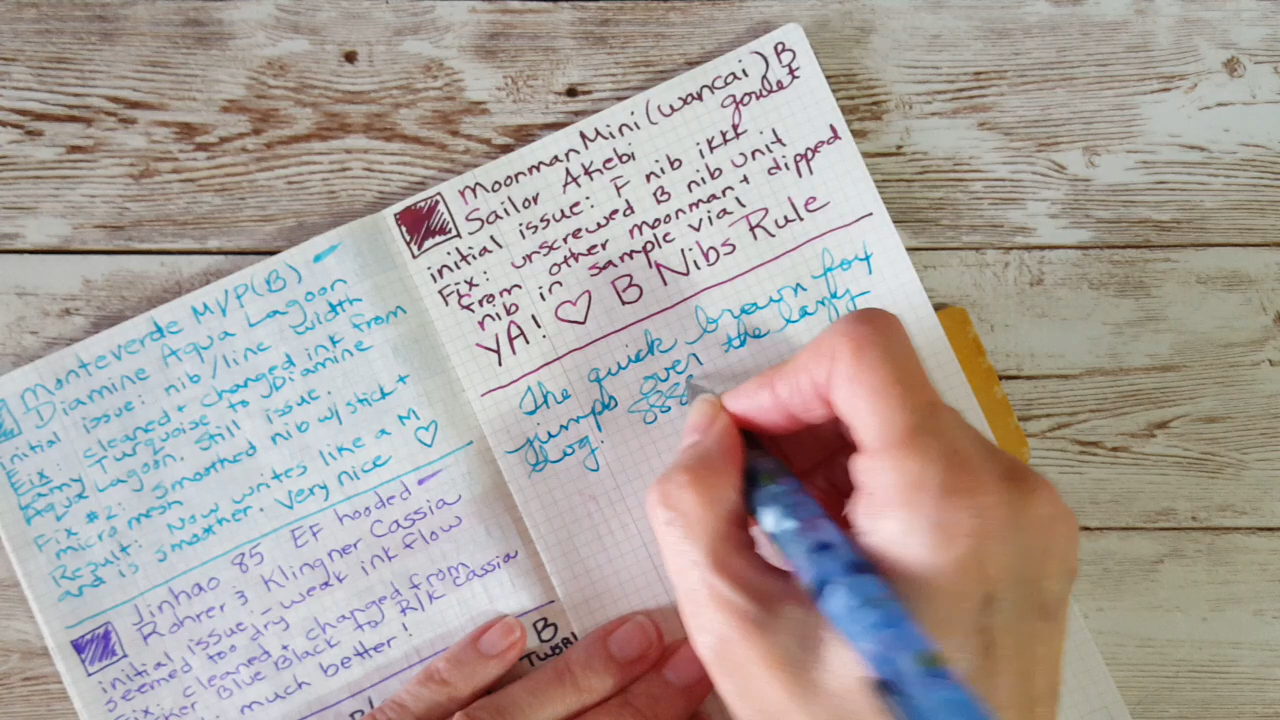 Monteverde MVP (B) -
Diamine Aqua Lagoon
initial issue: nib/line width
Fix: cleaned + changed ink from
Lamy Turquoise to Diamine
Aqua Lagoon. Still issue
Fix #2: smoothed nib w/ stick +
micro mesh
Result: Now writes like a M
and is smoother. Very nice ♡
Jinhao 85 EF hooded -
Rohrer & Klingner Cassia
initial issue: weak ink flow
seemed too dry -
Fix: cleaned + changed from
Blue Black to R/K Cassia
much better!
B
TWSBI
Moonman Mini (wancai) B
goulet
Sailor Akebi
initial issue: F nib ikkk
Fix: unscrewed B nib unit
from other moonman + dipped
nib in sample vial
YA! ♡ B Nibs Rule
The quick brown fox
jumps over the lazy
dog. 888